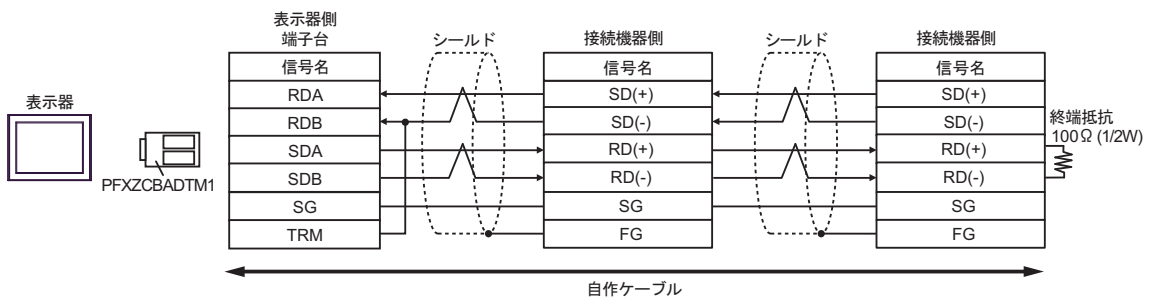 表示器
PFXZCBADTM1
表示器側
端子台
信号名
RDA
RDB
SDA
SDB
SG
TRM
シールド
接続機器側
信号名
SD(+)
SD(-)
RD(+)
RD(-)
SG
FG
シールド
接続機器側
信号名
SD(+)
SD(-)
RD(+)
RD(-)
SG
FG
終端抵抗
100Ω (1/2W)
自作ケーブル